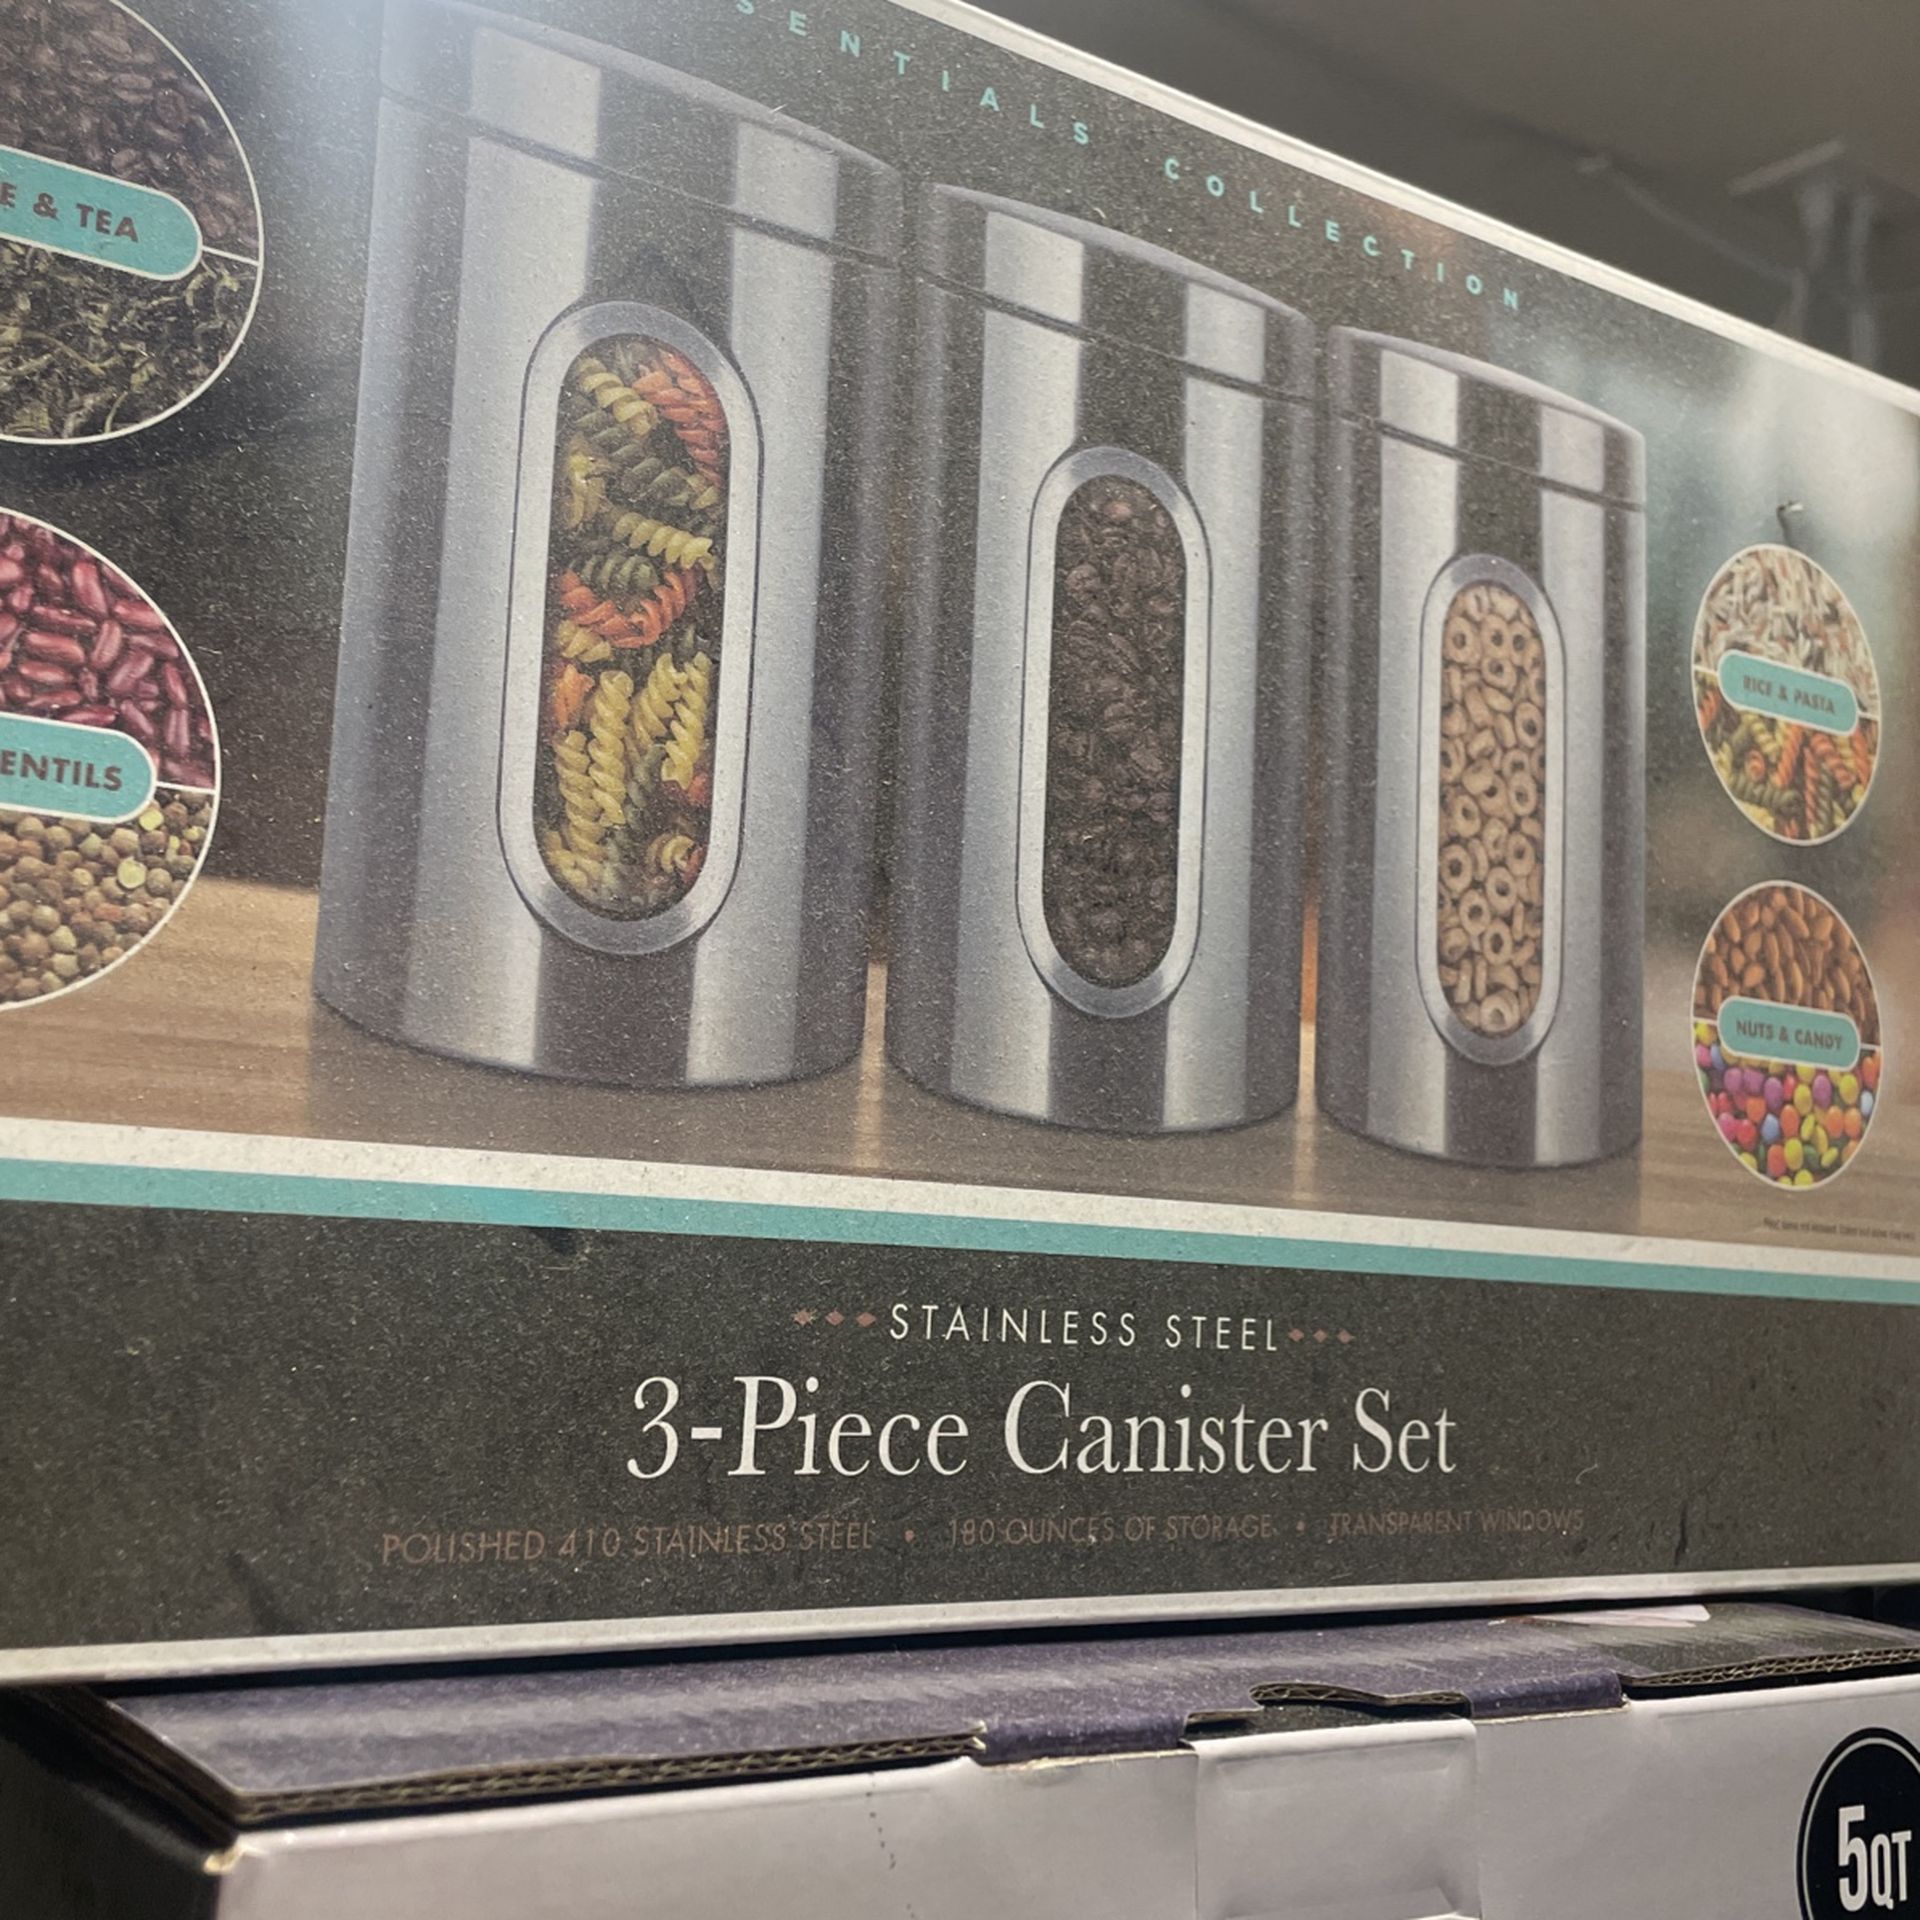 SENTIALS COLLECTION
E & TEA
ENTILS
RICE & PASTA
NUTS & CANDY
STAINLESS STEEL
3-Piece Canister Set
POLISHED 410 STAINLESS STEEL • 180 OUNCES OF STORAGE • TRANSPARENT WINDOWS
5QT